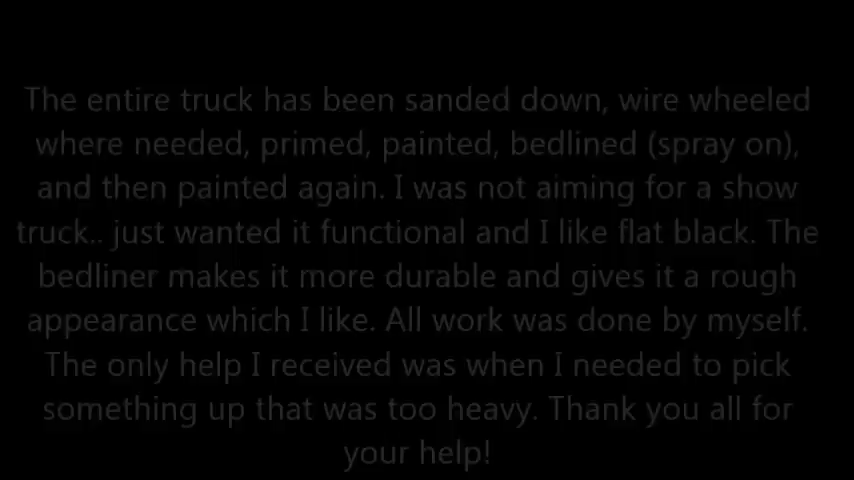 The entire truck has been sanded down, wire wheeled
where needed, primed, painted, bedlined (spray on),
and then painted again. I was not aiming for a show
truck.. just wanted it functional and I like flat black. The
bedliner makes it more durable and gives it a rough
appearance which I like. All work was done by myself.
The only help I received was when I needed to pick
something up that was too heavy. Thank you all for
your help!